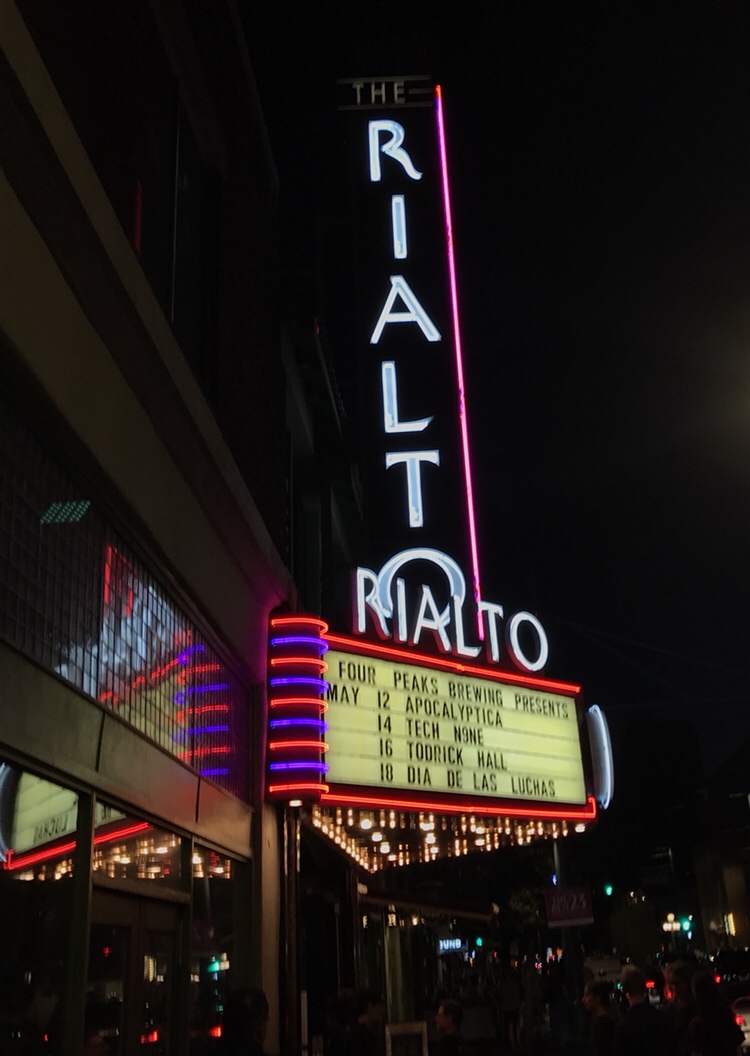 THE
RIALTO
RIALTO
FOUR PEAKS BREWING PRESENTS
MAY 12 APOCALYPTICA
14 TECH N9NE
16 TODRICK HALL
18 DIA DE LAS LUCHAS